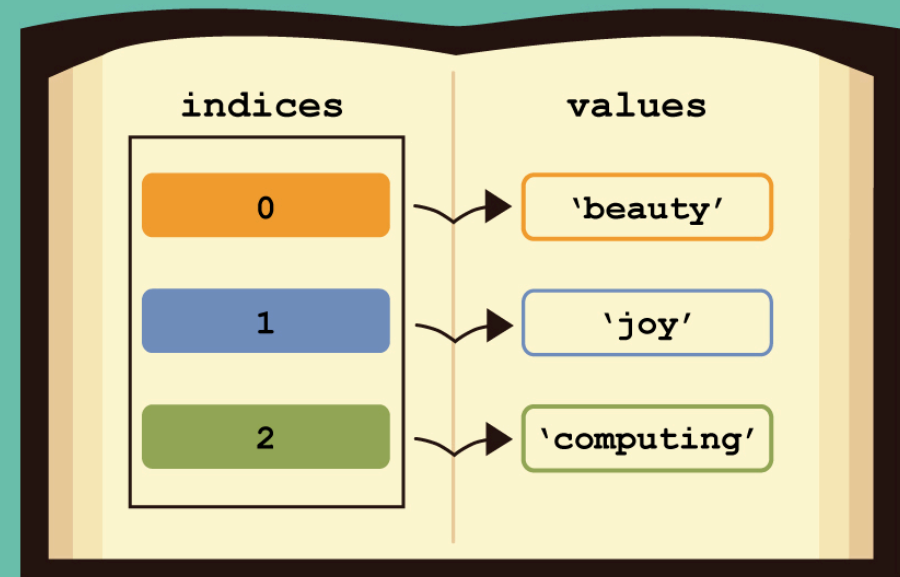 indices values
0 ‘beauty’
1 ‘joy’
2 ‘computing’